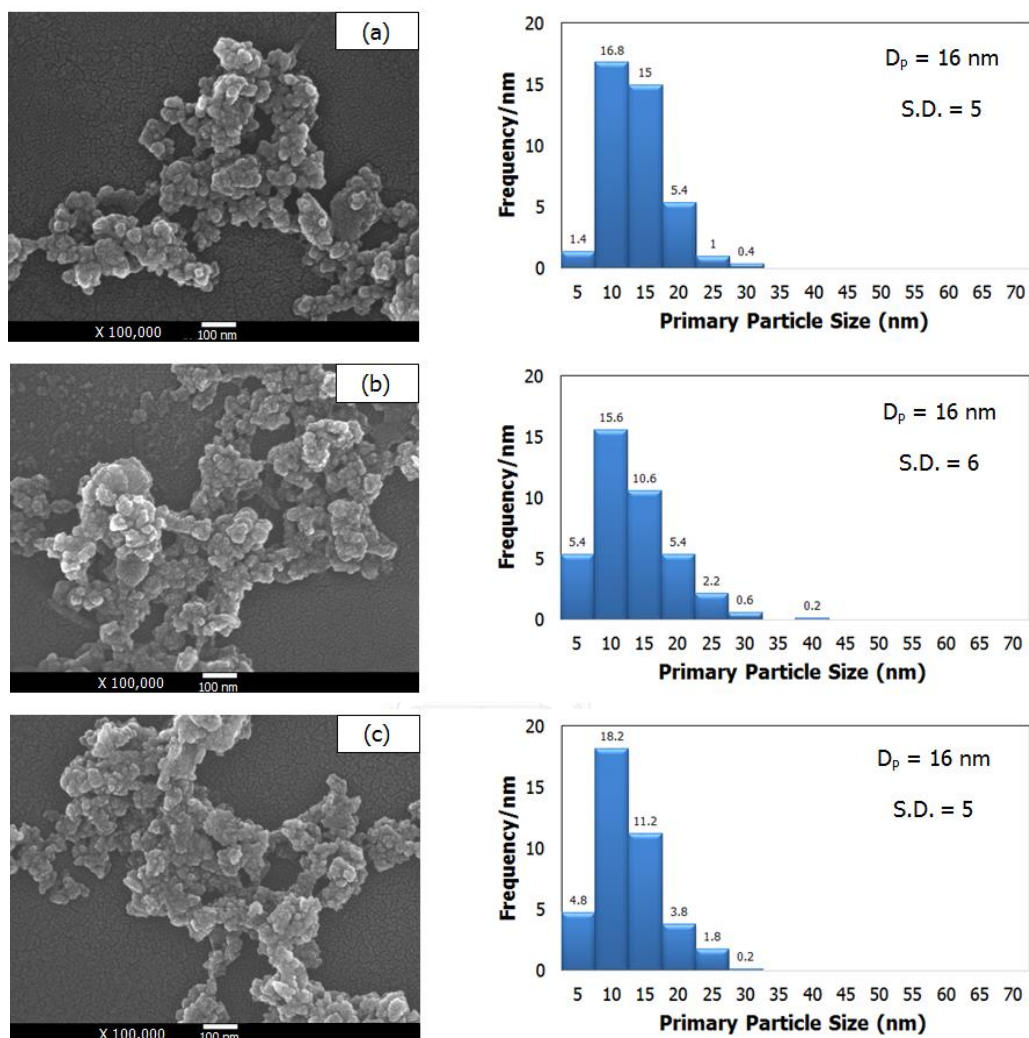 (a)
X 100,000 100 nm
Frequency/nm
20
15
10
5
0
1.4
16.8
15
5.4
1
0.4
D_P = 16 nm
S.D. = 5
5 10 15 20 25 30 40 45 50 55 60 65 70
Primary Particle Size (nm)
(b)
X 100,000 100 nm
Frequency/nm
20
15
10
5
0
5.4
15.6
10.6
5.4
2.2
0.6
0.2
D_P = 16 nm
S.D. = 6
5 10 15 20 25 30 40 45 50 55 60 65 70
Primary Particle Size (nm)
(c)
X 100,000 100 nm
Frequency/nm
20
15
10
5
0
4.8
18.2
11.2
3.8
1.8
0.2
D_P = 16 nm
S.D. = 5
5 10 15 20 25 30 40 45 50 55 60 65 70
Primary Particle Size (nm)